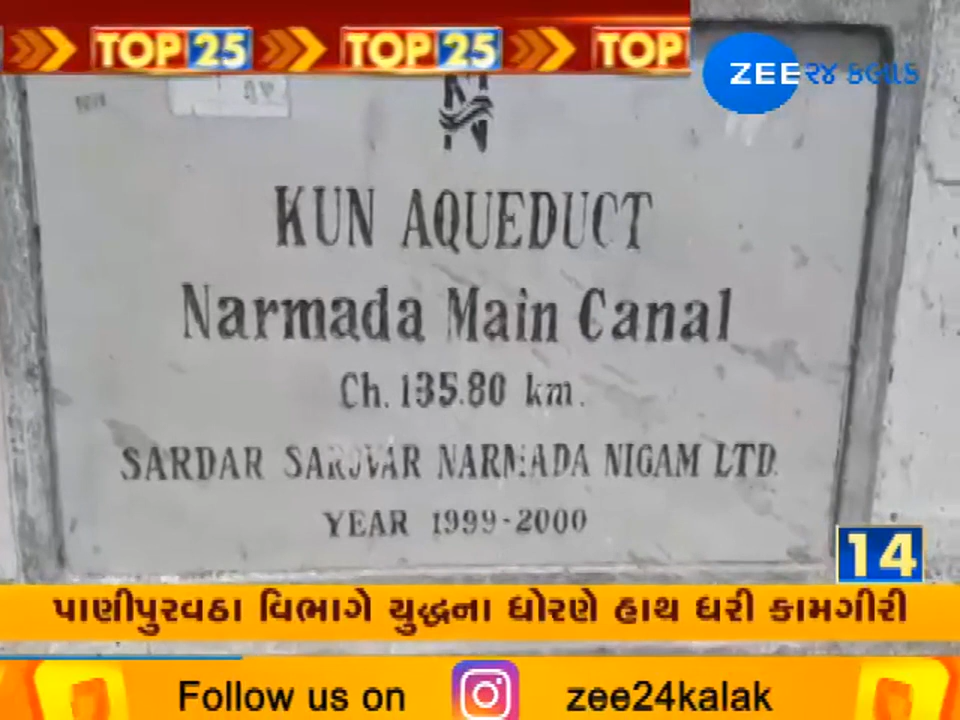 TOP 25 TOP 25 TOP
ZEE ૨૪ કલાક
KUN AQUEDUCT
Narmada Main Canal
Ch. 135.80 km.
SARDAR SAROVAR NARMADA NIGAM LTD.
YEAR 1999-2000
14
પાણીપુરવઠા વિભાગે યુદ્ધના ધોરણે હાથ ધરી કામગીરી
Follow us on zee24kalak